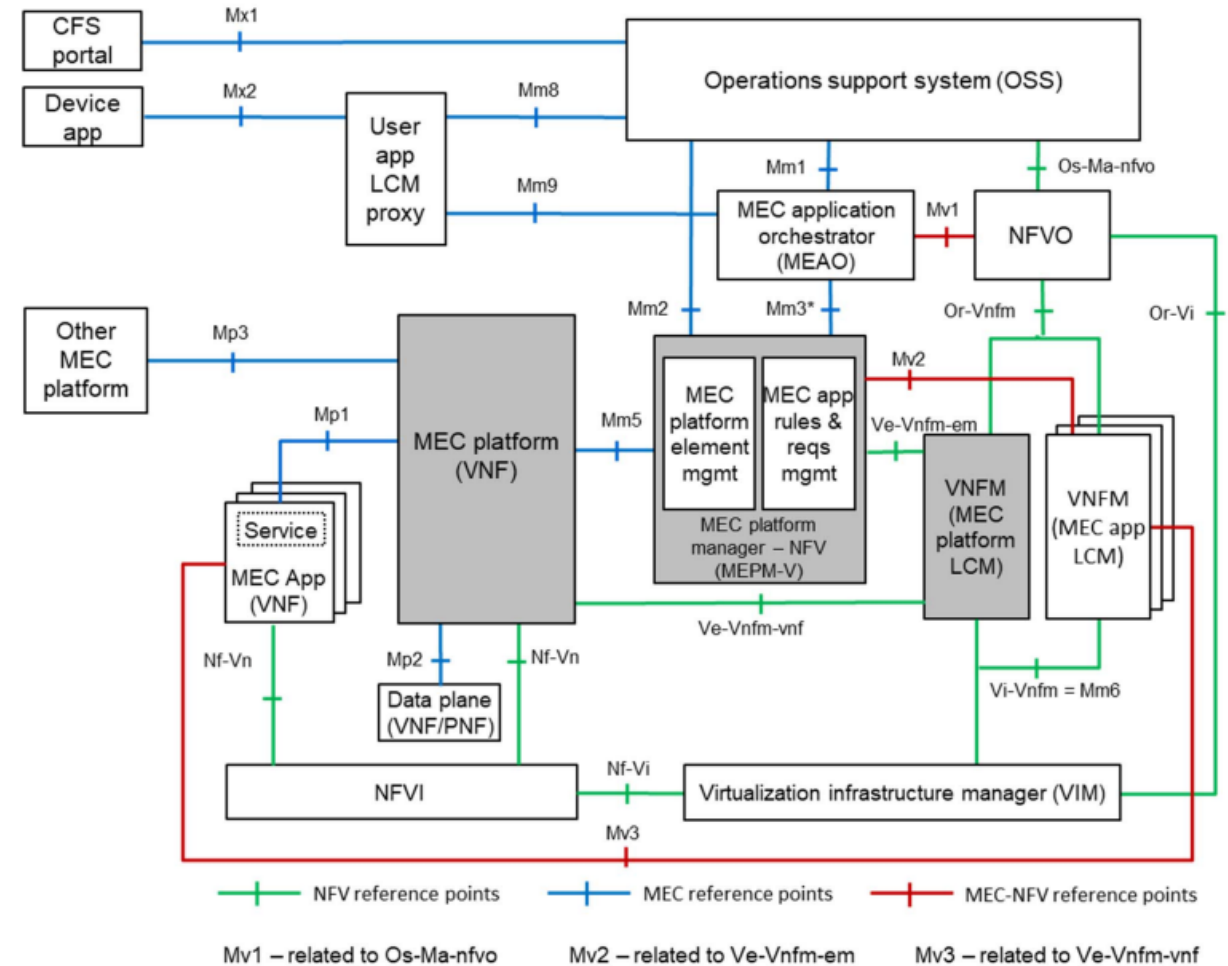 CFS
portal
Mx1
Operations support system (OSS)
Device
app
Mx2
User
app
LCM
proxy
Mm8
Mm9
Mm1
Os-Ma-nfvo
MEC application
orchestrator
(MEAO)
Mv1
NFVO
Other
MEC
platform
Mp3
Mm2
Mm3*
Or-Vnfm
Or-Vi
Mp1
MEC platform
(VNF)
Mm5
MEC
platform
element
mgmt
MEC app
rules &
reqs
mgmt
MEC platform
manager – NFV
(MEPM-V)
Mv2
Ve-Vnfm-em
VNFM
(MEC
platform
LCM)
VNFM
(MEC app
LCM)
Service
MEC App
(VNF)
Ve-Vnfm-vnf
Nf-Vn
Mp2
Nf-Vn
Data plane
(VNF/PNF)
Vi-Vnfm = Mm6
NFVI
Nf-Vi
Virtualization infrastructure manager (VIM)
Mv3
NFV reference points
MEC reference points
MEC-NFV reference points
Mv1 – related to Os-Ma-nfvo
Mv2 – related to Ve-Vnfm-em
Mv3 – related to Ve-Vnfm-vnf